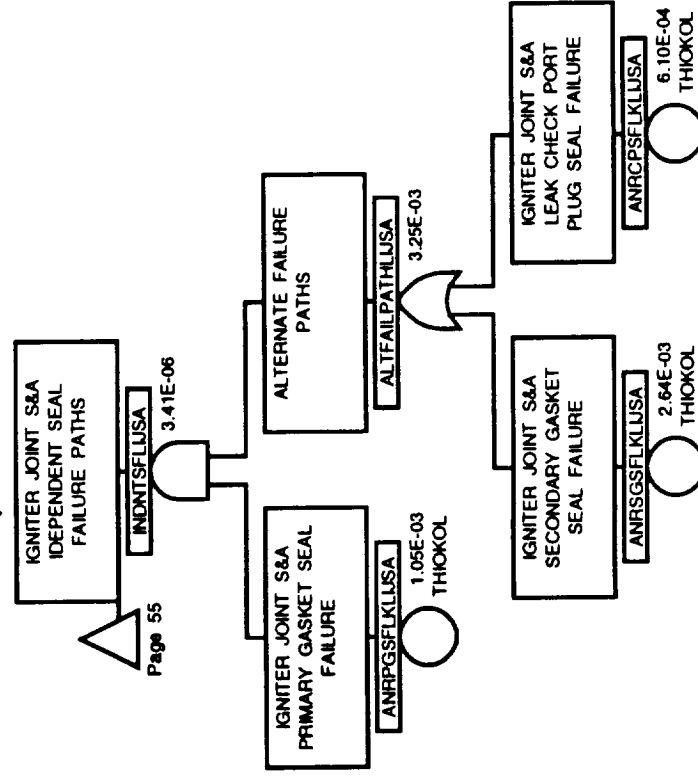 IGNITER JOINT S&A
IDEPENDENT SEAL
FAILURE PATHS
Page 55
INDNTSFLIJSA
3.41E-06
IGNITER JOINT S&A
PRIMARY GASKET SEAL
FAILURE
ANRPGSFLKLIJSA
1.05E-03
THIOKOL
ALTERNATE FAILURE
PATHS
ALTFAILPATHLIJSA
3.25E-03
IGNITER JOINT S&A
SECONDARY GASKET
SEAL FAILURE
ANRSGSFLKLIJSA
2.64E-03
THIOKOL
IGNITER JOINT S&A
LEAK CHECK PORT
PLUG SEAL FAILURE
ANRCPSFLKLIJSA
6.10E-04
THIOKOL